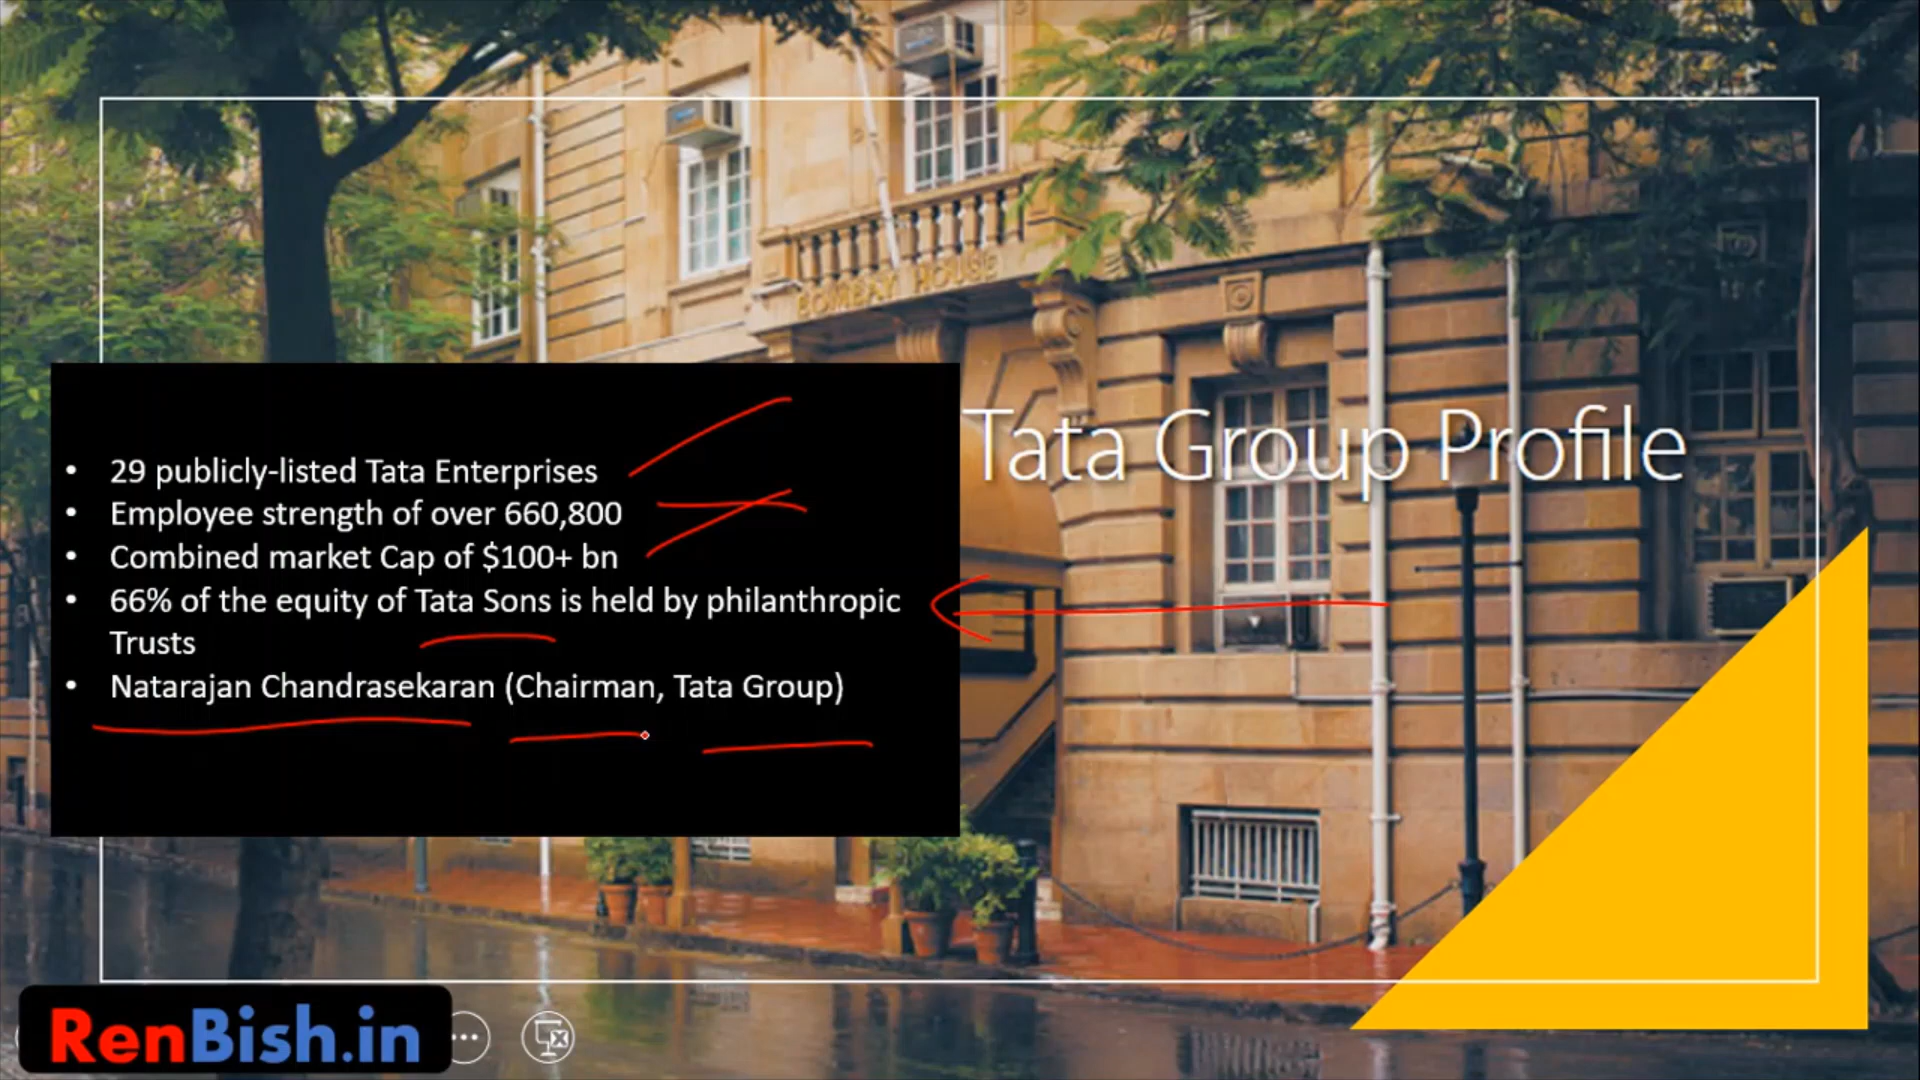 BOMBAY HOUSE
Tata Group Profile
• 29 publicly-listed Tata Enterprises
• Employee strength of over 660,800
• Combined market Cap of $100+ bn
• 66% of the equity of Tata Sons is held by philanthropic
Trusts
• Natarajan Chandrasekaran (Chairman, Tata Group)
RenBish.in